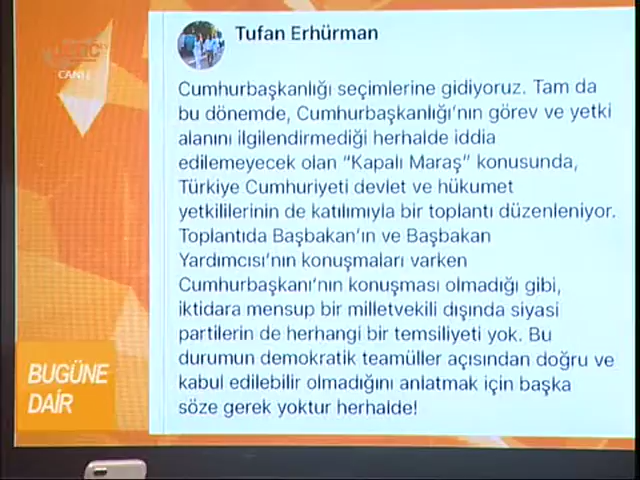 Tufan Erhürman
CANLI
Cumhurbaşkanlığı seçimlerine gidiyoruz. Tam da
bu dönemde, Cumhurbaşkanlığı’nın görev ve yetki
alanını ilgilendirmediği herhalde iddia
edilemeyecek olan “Kapalı Maraş” konusunda,
Türkiye Cumhuriyeti devlet ve hükumet
yetkililerinin de katılımıyla bir toplantı düzenleniyor.
Toplantıda Başbakan’ın ve Başbakan
Yardımcısı’nın konuşmaları varken
Cumhurbaşkanı’nın konuşması olmadığı gibi,
iktidara mensup bir milletvekili dışında siyasi
partilerin de herhangi bir temsiliyeti yok. Bu
durumun demokratik teamüller açısından doğru ve
kabul edilebilir olmadığını anlatmak için başka
söze gerek yoktur herhalde!
BUGÜNE
DAİR